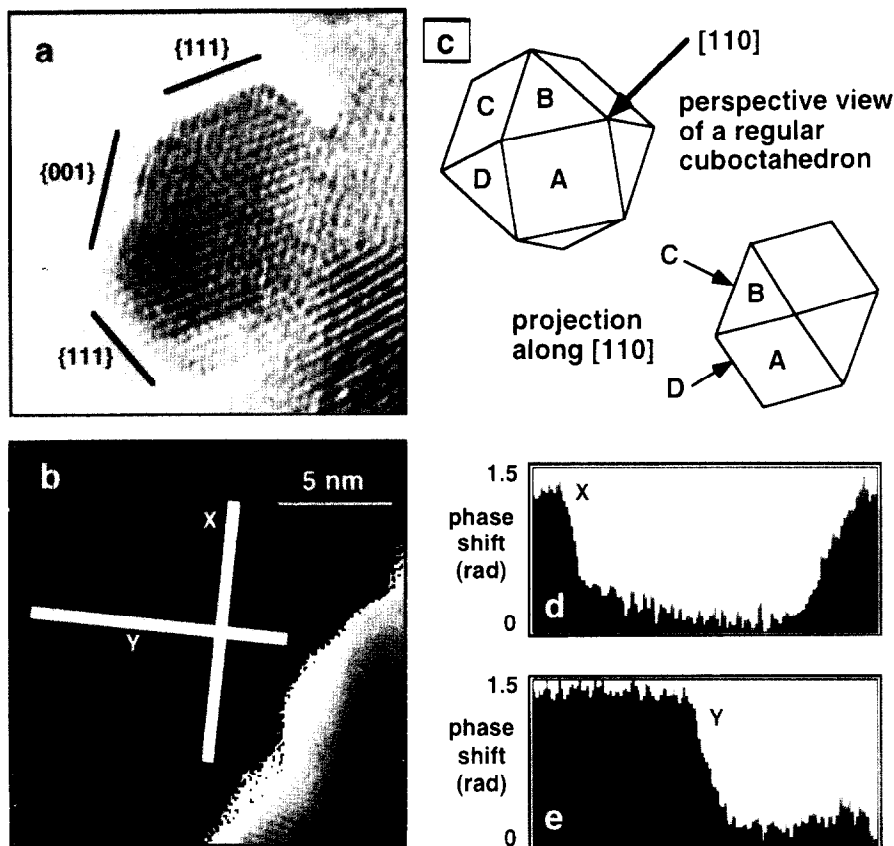 a
{111}
{001}
{111}
c
[110]
C
B
D
A
perspective view
of a regular
cuboctahedron
C
B
A
D
projection
along [110]
b
5 nm
X
Y
1.5
phase
shift
(rad)
0
X
d
1.5
phase
shift
(rad)
0
Y
e